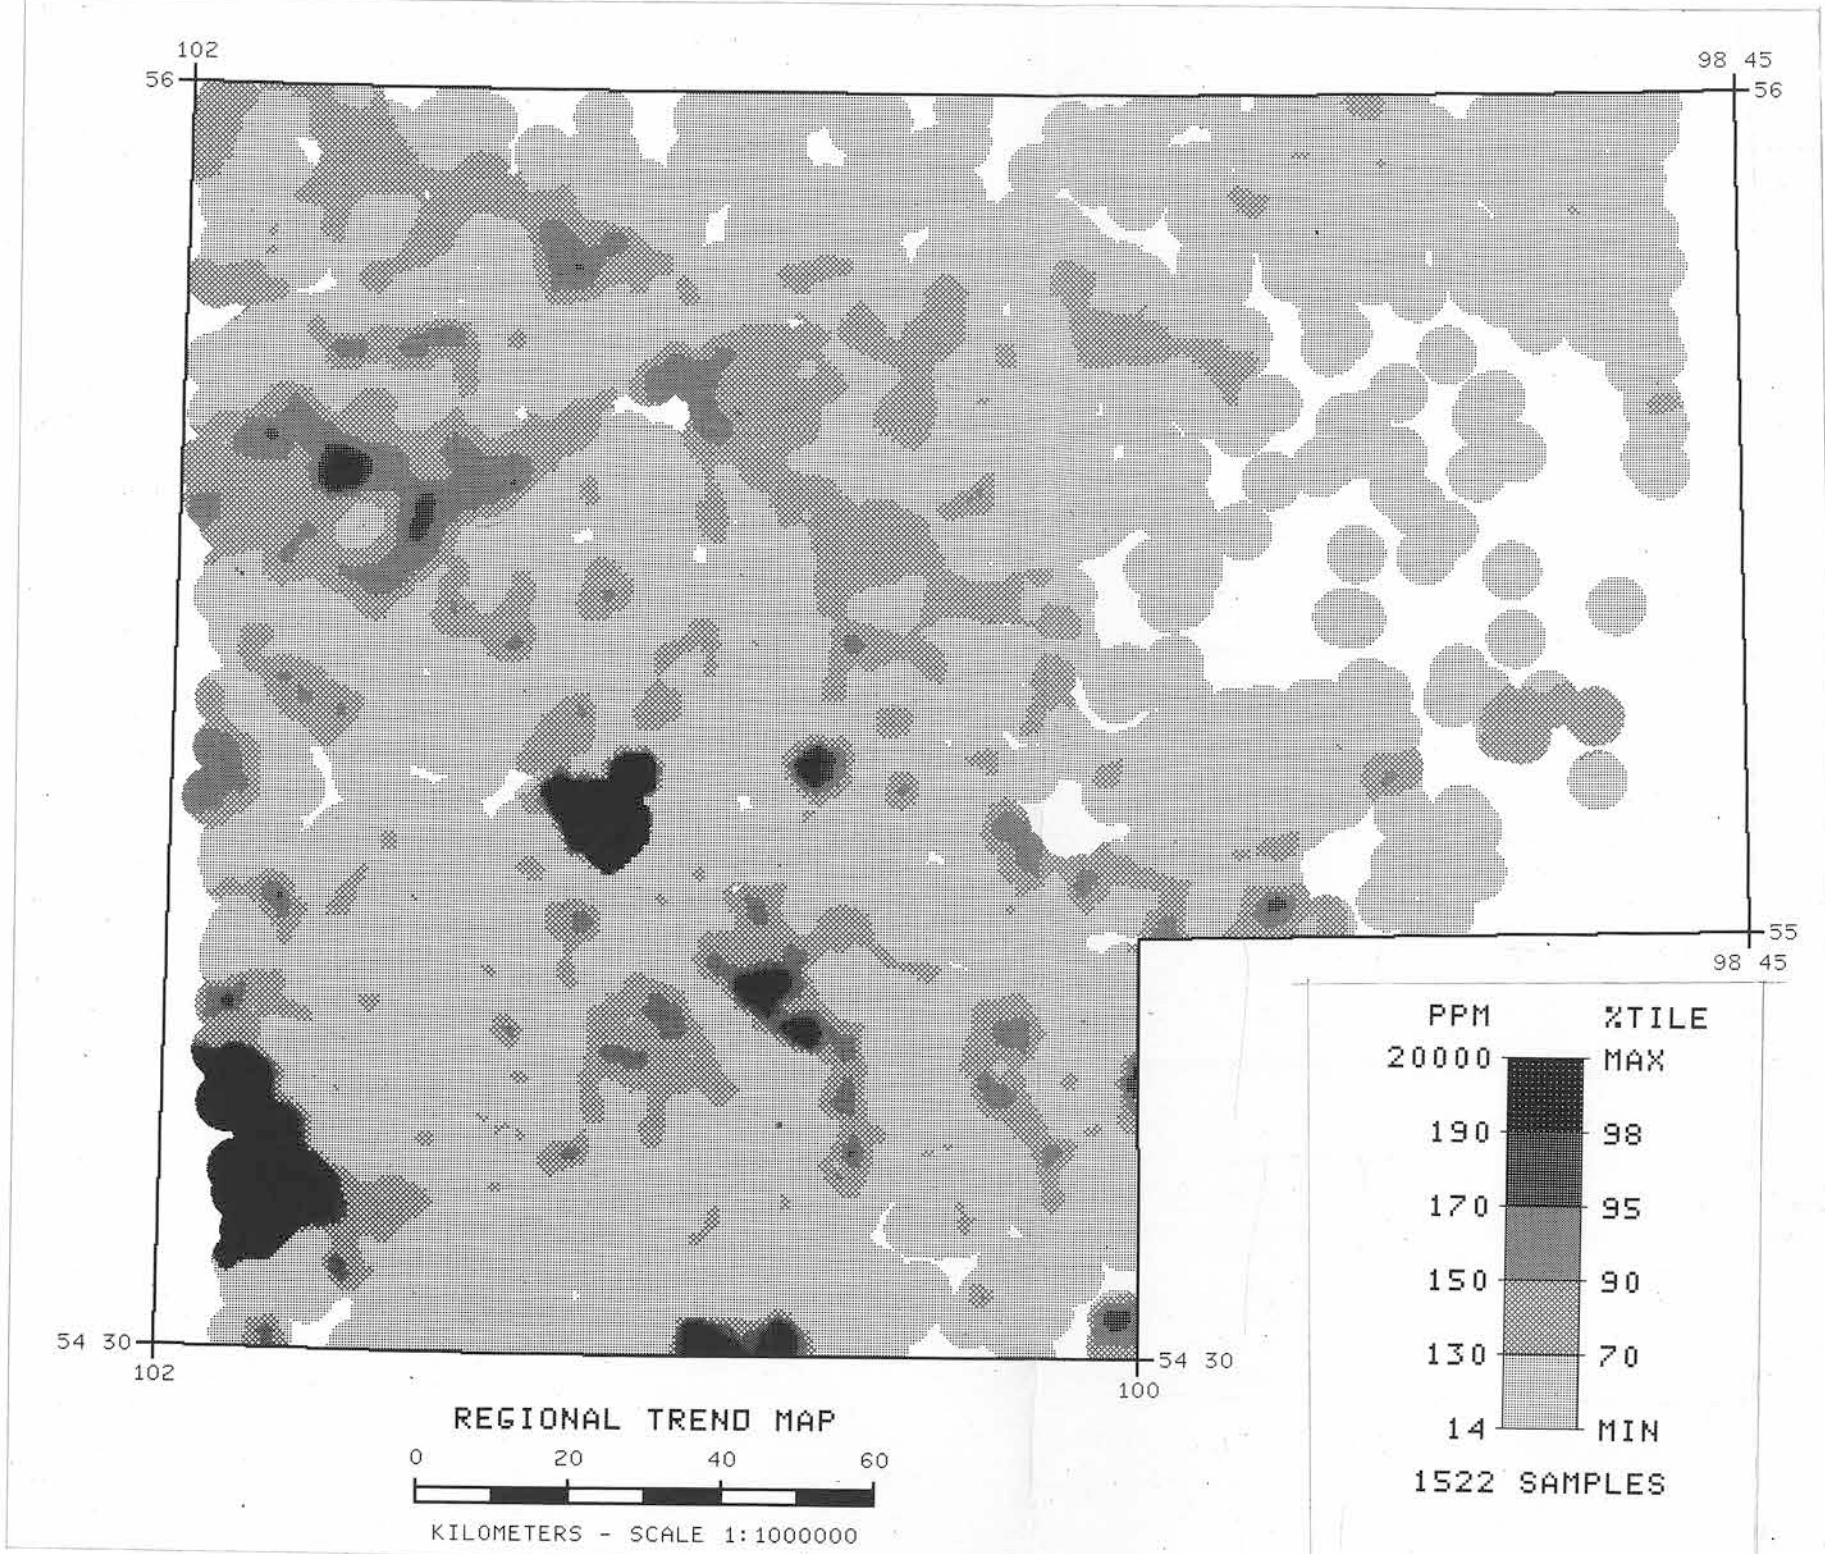 102
98 45
56
56
55
98 45
PPM %TILE
20000 MAX
190 98
170 95
150 90
130 70
14 MIN
1522 SAMPLES
54 30
54 30
102
100
REGIONAL TREND MAP
0 20 40 60
KILOMETERS - SCALE 1:1000000